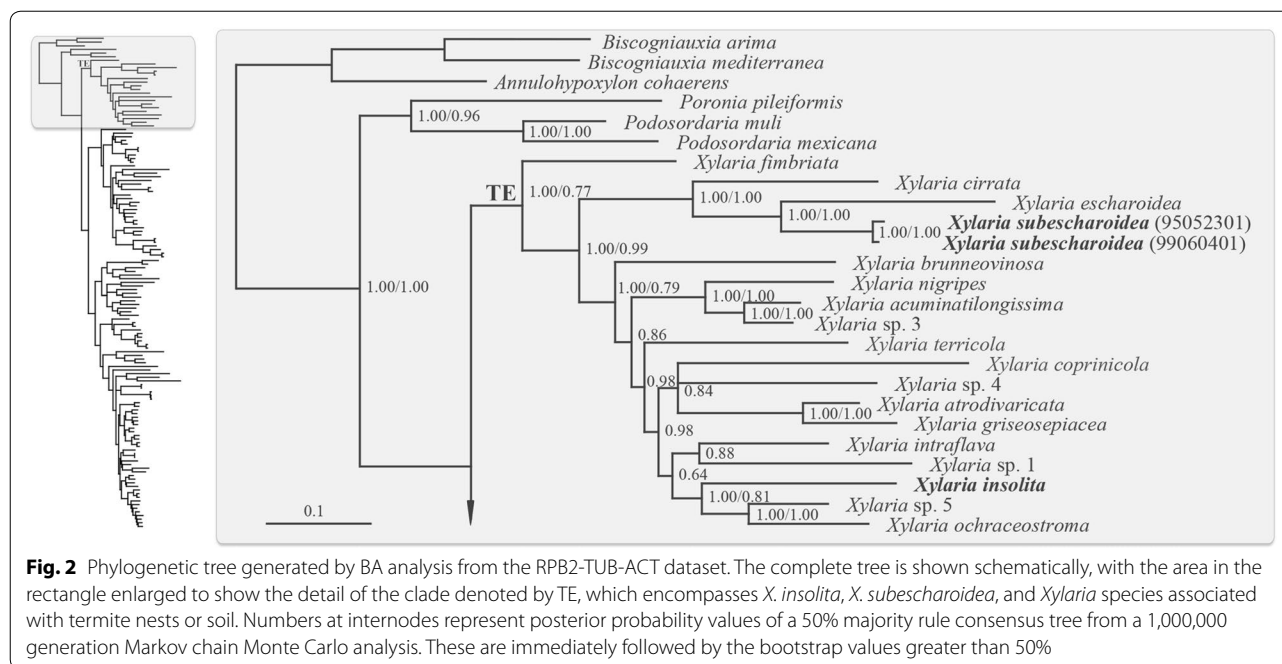 TE
Biscogniauxia arima
Biscogniauxia mediterranea
Annulohypoxylon cohaerens
Poronia pileiformis
1.00/0.96
Podosordaria muli
1.00/1.00
Podosordaria mexicana
Xylaria fimbriata
TE
1.00/0.77
Xylaria cirrata
1.00/1.00
Xylaria escharoidea
1.00/1.00
Xylaria subescharoidea (95052301)
1.00/1.00
Xylaria subescharoidea (99060401)
1.00/0.99
Xylaria brunneovinosa
1.00/1.00
1.00/0.79
Xylaria nigripes
1.00/1.00
Xylaria acuminatilongissima
1.00/1.00
Xylaria sp. 3
0.86
Xylaria terricola
Xylaria coprinicola
0.98
0.84
Xylaria sp. 4
Xylaria atrodivaricata
1.00/1.00
Xylaria griseosepiacea
0.98
Xylaria intraflava
0.88
Xylaria sp. 1
0.64
Xylaria insolita
1.00/0.81
Xylaria sp. 5
1.00/1.00
Xylaria ochraceostroma
0.1
Fig. 2 Phylogenetic tree generated by BA analysis from the RPB2-TUB-ACT dataset. The complete tree is shown schematically, with the area in the
rectangle enlarged to show the detail of the clade denoted by TE, which encompasses X. insolita, X. subescharoidea, and Xylaria species associated
with termite nests or soil. Numbers at internodes represent posterior probability values of a 50% majority rule consensus tree from a 1,000,000
generation Markov chain Monte Carlo analysis. These are immediately followed by the bootstrap values greater than 50%